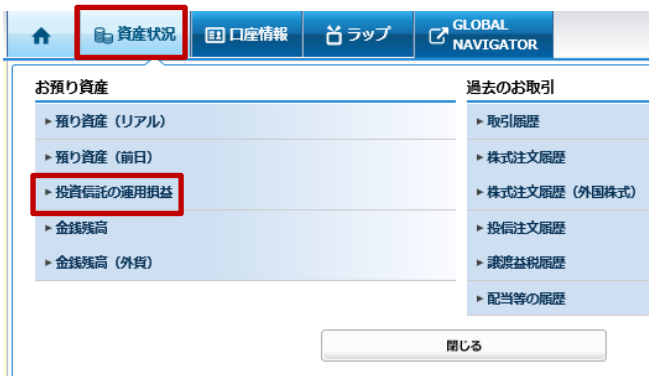 資産状況
口座情報
ラップ
GLOBAL
NAVIGATOR
お預り資産
預り資産（リアル）
預り資産（前日）
投資信託の運用損益
金銭残高
金銭残高（外貨）
過去のお取引
取引履歴
株式注文履歴
株式注文履歴（外国株式）
投信注文履歴
譲渡益税履歴
配当等の履歴
閉じる